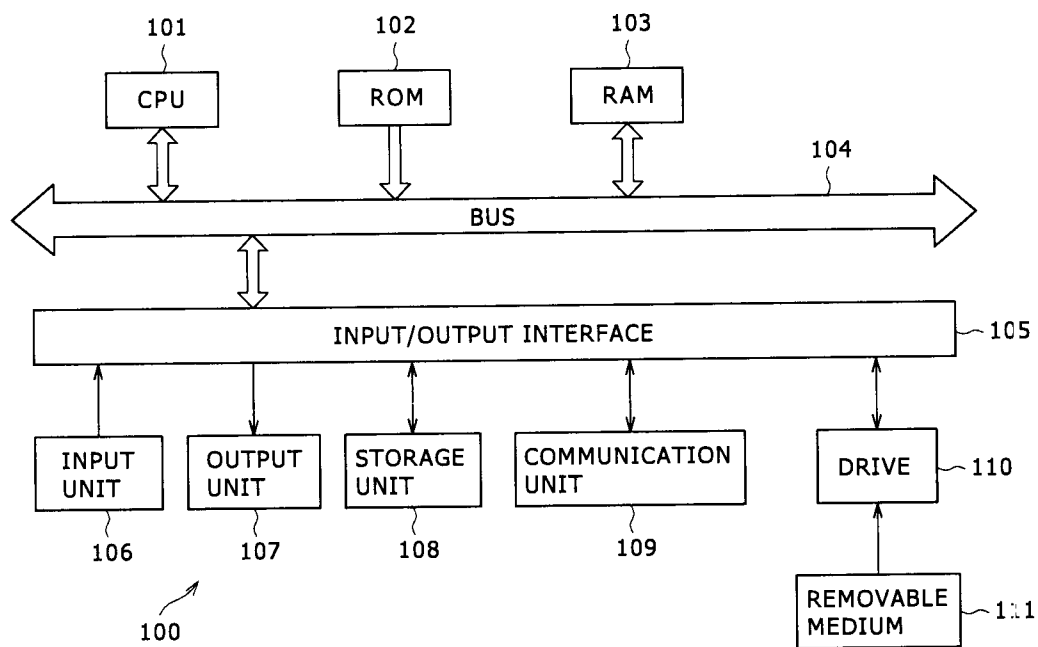 101
102
103
CPU
ROM
RAM
104
BUS
INPUT/OUTPUT INTERFACE
105
INPUT
UNIT
OUTPUT
UNIT
STORAGE
UNIT
COMMUNICATION
UNIT
DRIVE
110
106
107
108
109
100
REMOVABLE
MEDIUM
111